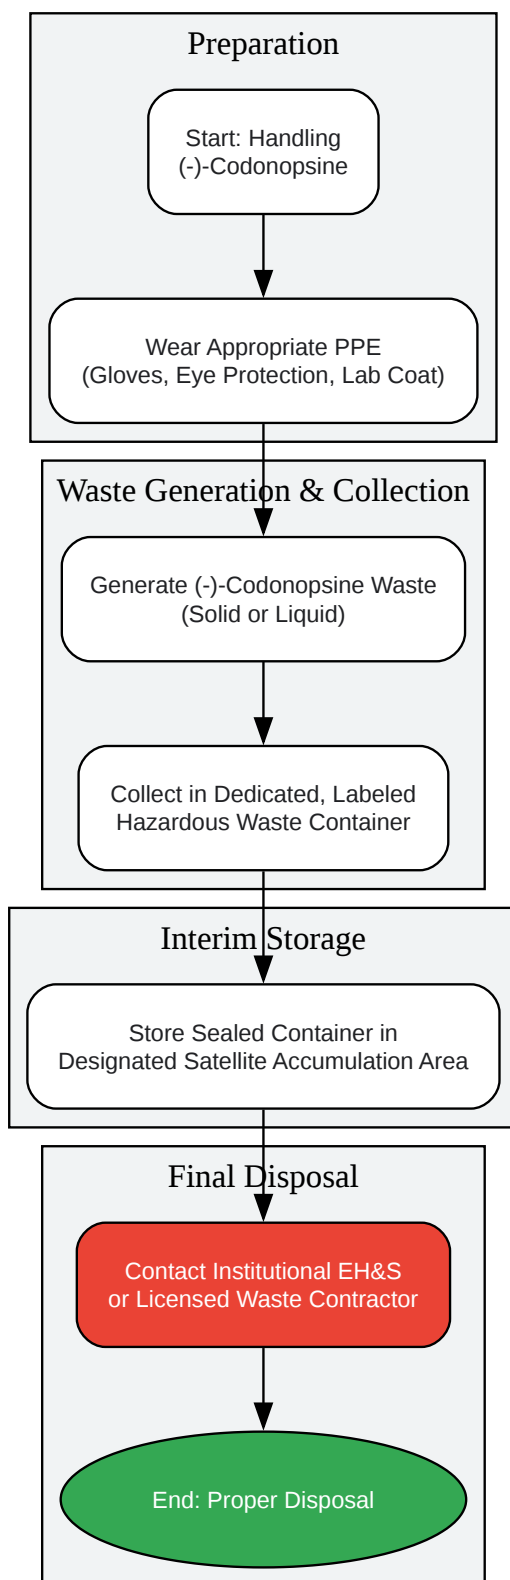 Preparation
Start: Handling
(-)-Codonopsine
Wear Appropriate PPE
(Gloves, Eye Protection, Lab Coat)
Waste Generation & Collection
Generate (-)-Codonopsine Waste
(Solid or Liquid)
Collect in Dedicated, Labeled
Hazardous Waste Container
Interim Storage
Store Sealed Container in
Designated Satellite Accumulation Area
Final Disposal
Contact Institutional EH&S
or Licensed Waste Contractor
End: Proper Disposal